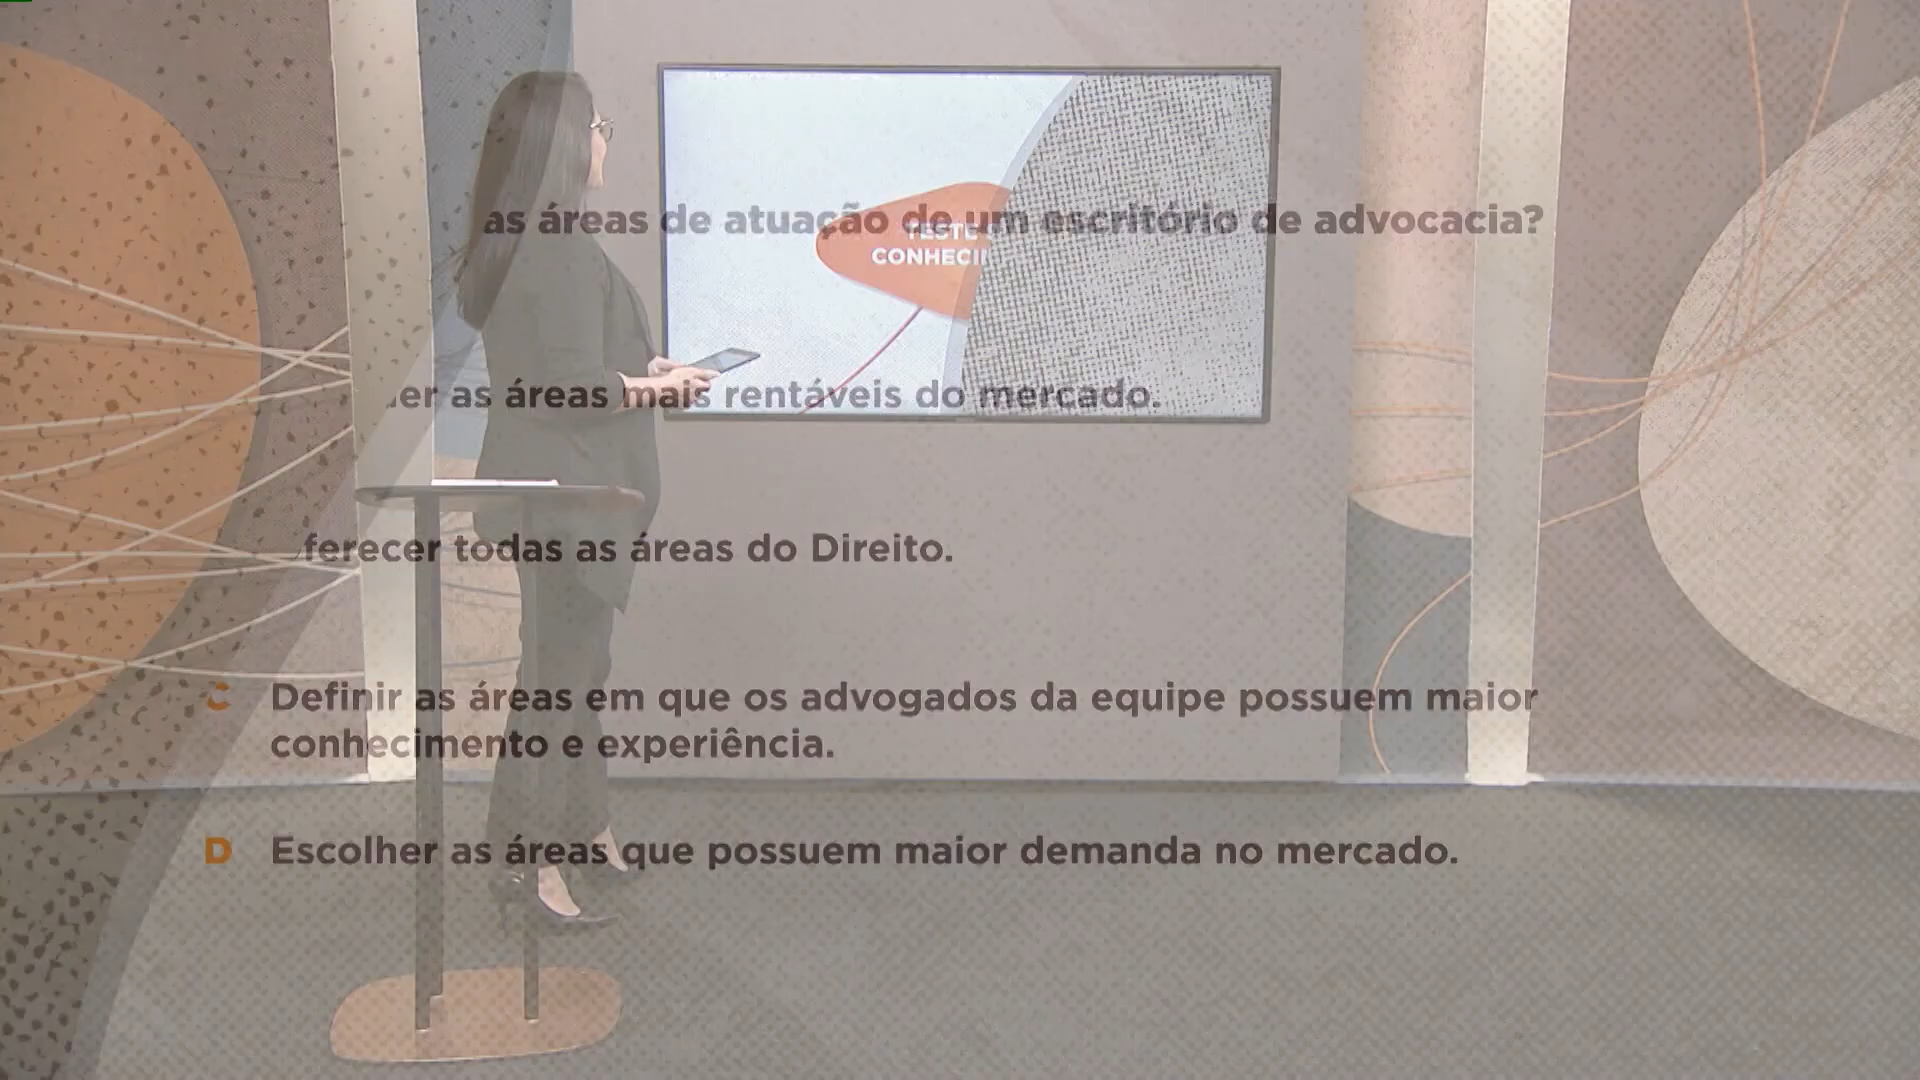 as áreas de atuação de um escritório de advocacia?
TESTE
CONHECI
er as áreas mais rentáveis do mercado.
ferecer todas as áreas do Direito.
C Definir as áreas em que os advogados da equipe possuem maior
conhecimento e experiência.
D Escolher as áreas que possuem maior demanda no mercado.